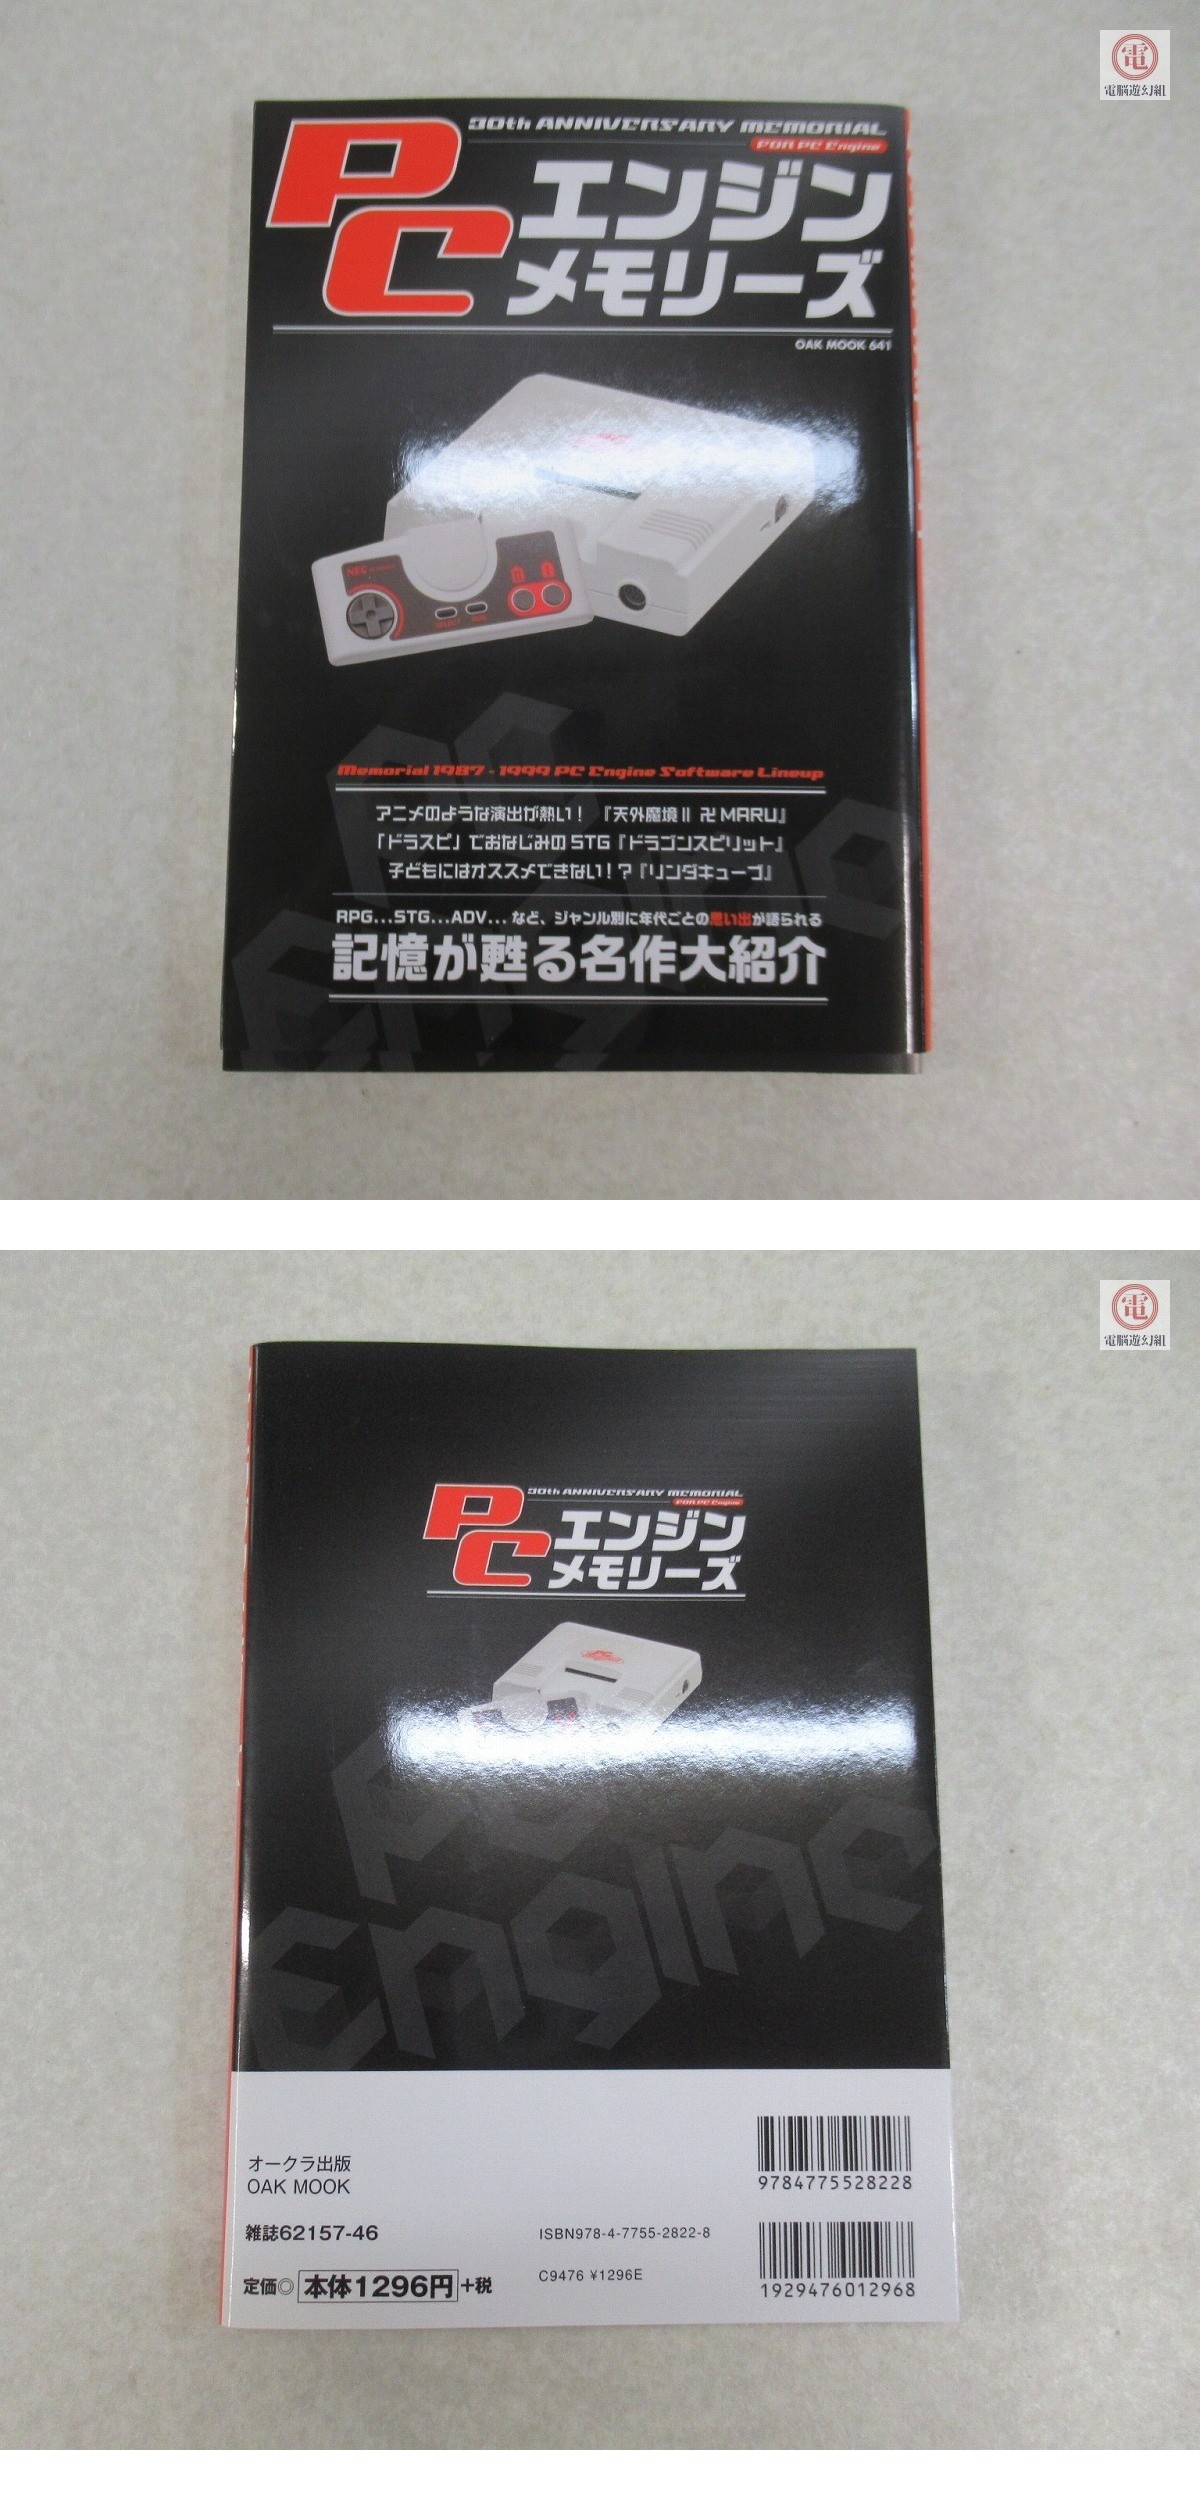 電
電脳遊幻組
30th ANNIVERSARY MEMORIAL
FOR PC Engine
PC
エンジン
メモリーズ
OAK MOOK 641
NEC
SELECT RUN
II I
Memorial 1987 - 1999 PC Engine Software Lineup
アニメのような演出が熱い！『天外魔境II 卍MARU』
「ドラスピ」でおなじみのSTG『ドラゴンスピリット』
子どもにはオススメできない！？『リンダキューブ』
RPG...STG...ADV... など、ジャンル別に年代ごとの思い出が語られる
記憶が甦る名作大紹介
PC
Engine
電
電脳遊幻組
30th ANNIVERSARY MEMORIAL
FOR PC Engine
PC
エンジン
メモリーズ
PC
Engine
PC
Engine
オークラ出版
OAK MOOK
雑誌62157-46
定価◎ 本体1296円+税
ISBN978-4-7755-2822-8
C9476 ¥1296E
9784775528228
1929476012968